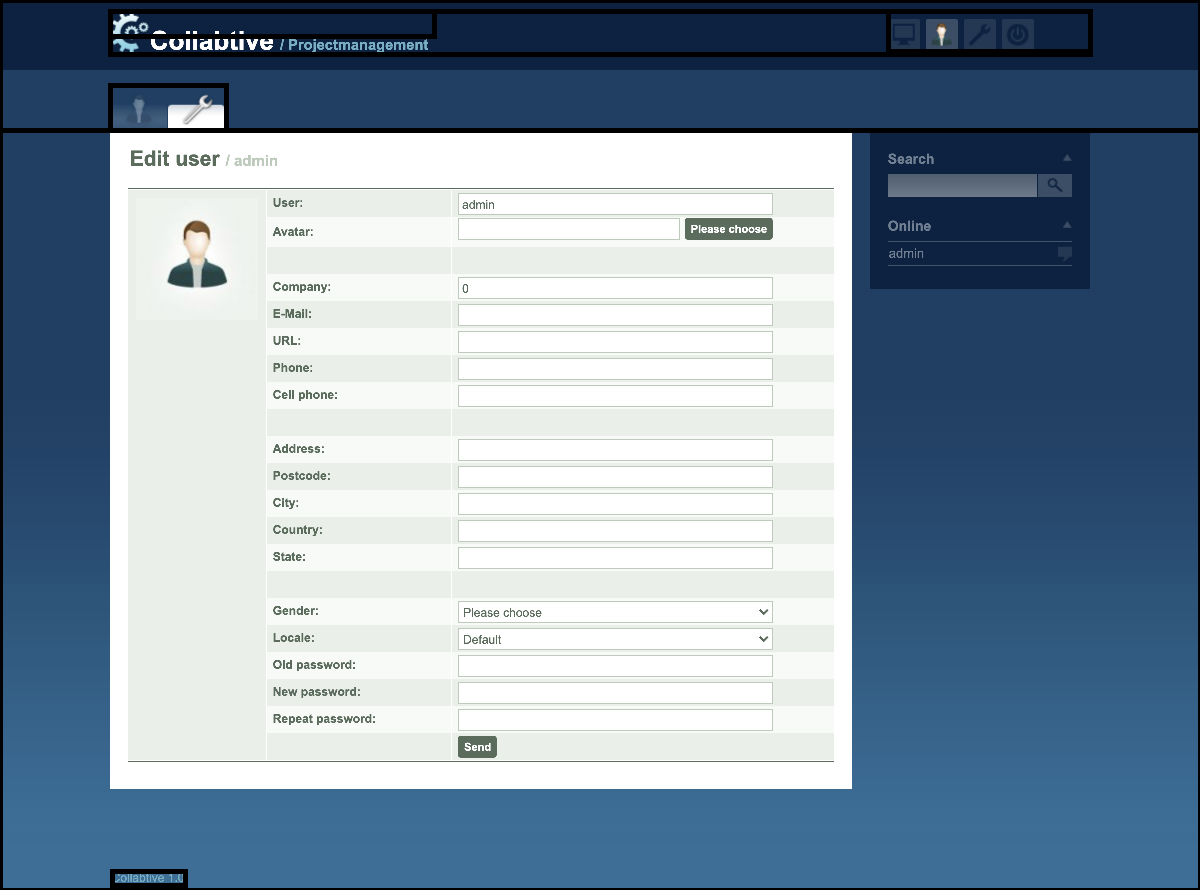 Collabtive / Projectmanagement
Edit user / admin
User: admin
Avatar: Please choose
Company: 0
E-Mail:
URL:
Phone:
Cell phone:
Address:
Postcode:
City:
Country:
State:
Gender: Please choose
Locale: Default
Old password:
New password:
Repeat password:
Send
Search
Online
admin
Collabtive 1.0